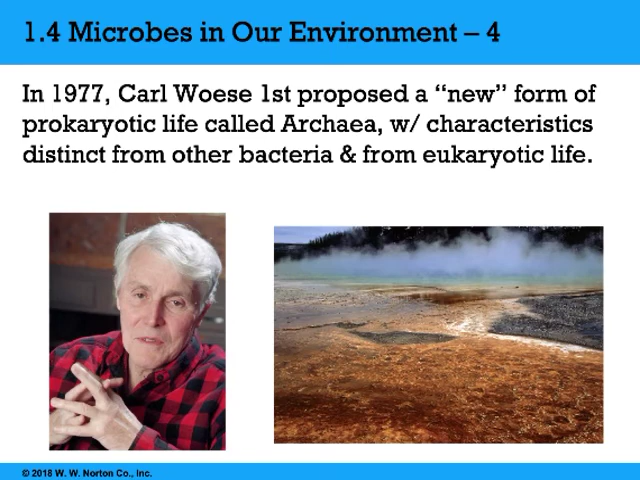 1.4 Microbes in Our Environment – 4
In 1977, Carl Woese 1st proposed a “new” form of
prokaryotic life called Archaea, w/ characteristics
distinct from other bacteria & from eukaryotic life.
© 2018 W. W. Norton Co., Inc.